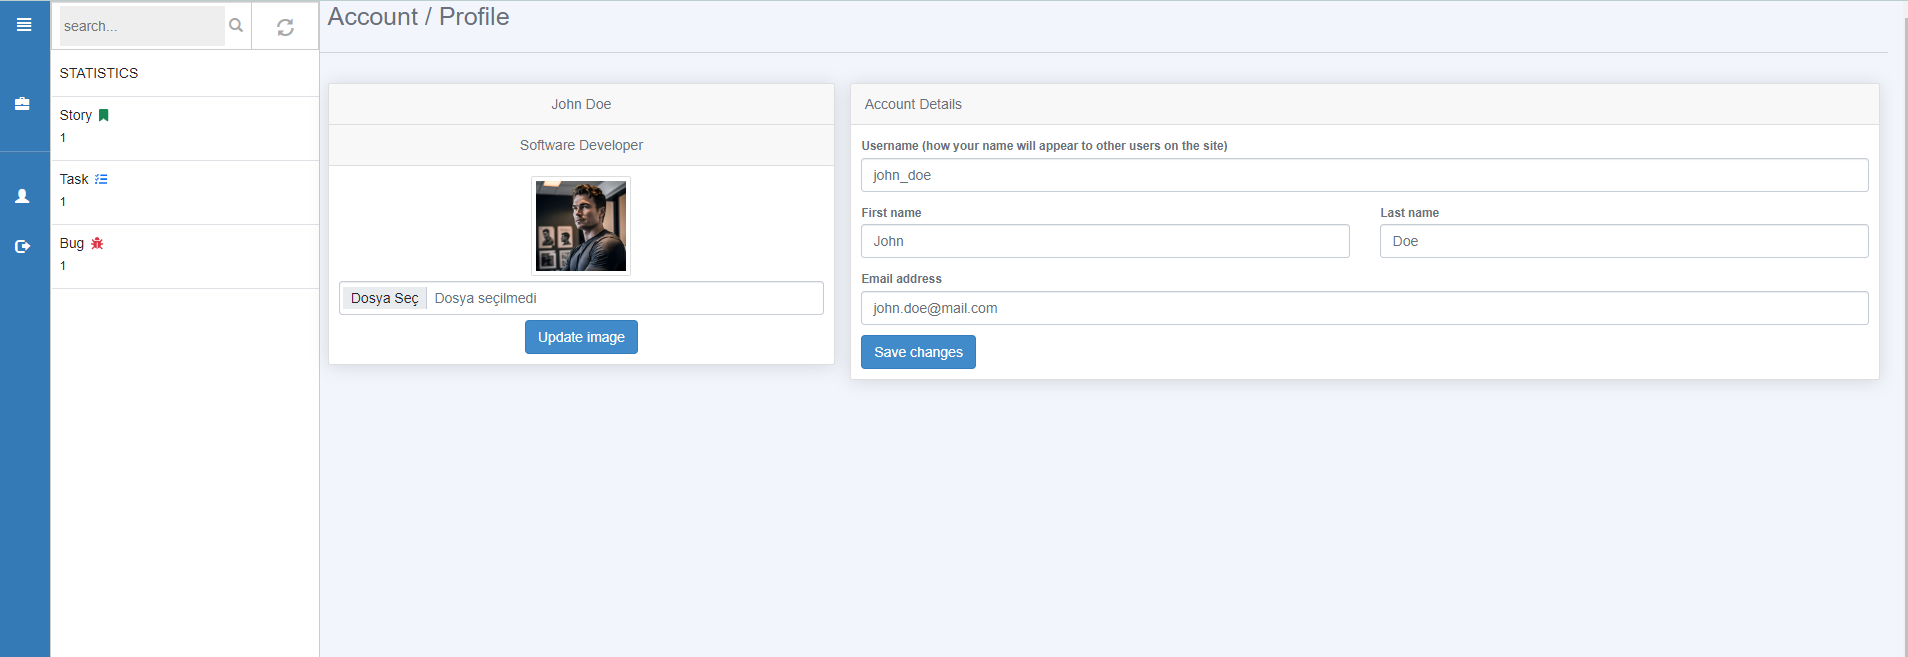 search...
Account / Profile
STATISTICS
Story
1
Task
1
Bug
1
John Doe
Software Developer
Dosya Seç Dosya seçilmedi
Update image
Account Details
Username (how your name will appear to other users on the site)
john_doe
First name Last name
John Doe
Email address
john.doe@mail.com
Save changes